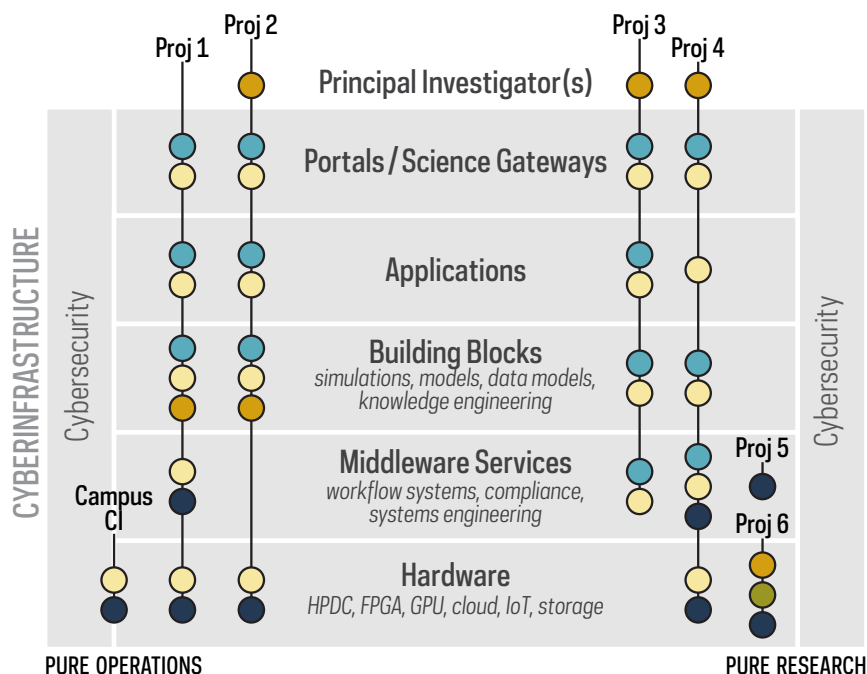 Proj 1
Proj 2
Proj 3
Proj 4
Principal Investigator(s)
Portals / Science Gateways
Applications
Building Blocks
simulations, models, data models,
knowledge engineering
Middleware Services
workflow systems, compliance,
systems engineering
Proj 5
Campus
CI
Proj 6
Hardware
HPDC, FPGA, GPU, cloud, IoT, storage
CYBERINFRASTRUCTURE
Cybersecurity
Cybersecurity
PURE OPERATIONS
PURE RESEARCH